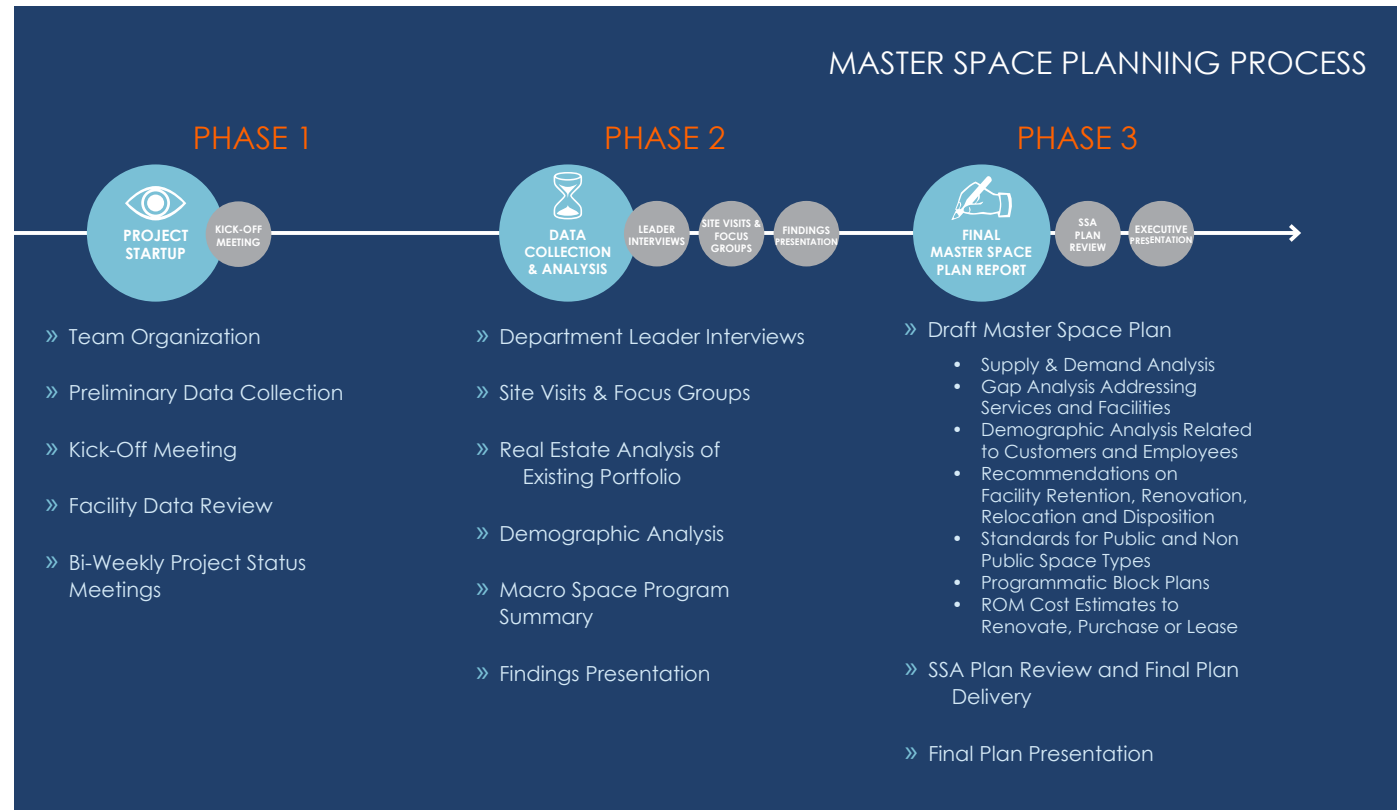 MASTER SPACE PLANNING PROCESS
PHASE 1
PROJECT
STARTUP
KICK-OFF
MEETING
» Team Organization
» Preliminary Data Collection
» Kick-Off Meeting
» Facility Data Review
» Bi-Weekly Project Status
Meetings
PHASE 2
DATA
COLLECTION
& ANALYSIS
LEADER
INTERVIEWS
SITE VISITS &
FOCUS
GROUPS
FINDINGS
PRESENTATION
» Department Leader Interviews
» Site Visits & Focus Groups
» Real Estate Analysis of
Existing Portfolio
» Demographic Analysis
» Macro Space Program
Summary
» Findings Presentation
PHASE 3
FINAL
MASTER SPACE
PLAN REPORT
SSA
PLAN
REVIEW
EXECUTIVE
PRESENTATION
» Draft Master Space Plan
• Supply & Demand Analysis
• Gap Analysis Addressing
Services and Facilities
• Demographic Analysis Related
to Customers and Employees
• Recommendations on
Facility Retention, Renovation,
Relocation and Disposition
• Standards for Public and Non
Public Space Types
• Programmatic Block Plans
• ROM Cost Estimates to
Renovate, Purchase or Lease
» SSA Plan Review and Final Plan
Delivery
» Final Plan Presentation